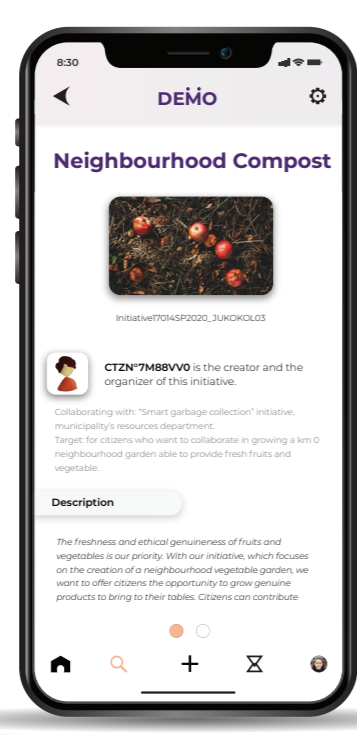 8:30
DEMO
Neighbourhood Compost
Initiative17014SP2020_JUKOKOL03
CTZN°7M88VV0 is the creator and the
organizer of this initiative.
Collaborating with: “Smart garbage collection” initiative,
municipality's resources department.
Target: for citizens who want to collaborate in growing a km 0
neighbourhood garden able to provide fresh fruits and
vegetable.
Description
The freshness and ethical genuineness of fruits and
vegetables is our priority. With our initiative, which focuses
on the creation of a neighbourhood vegetable garden, we
want to offer citizens the opportunity to grow genuine
products to bring to their tables. Citizens can contribute